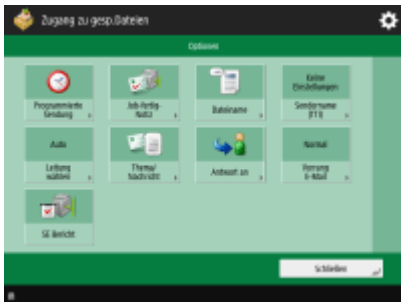 Zugang zu gesp.Dateien
Optionen
Programmierte
Sendung
Job-fertig-
Notiz
Dateiname
Keine
Einstellungen
Sendername
(TTI)
Auto
Leitung
wählen
Thema/
Nachricht
Antwort an
Normal
Vorrang
E-Mail
SE Bericht
Schließen